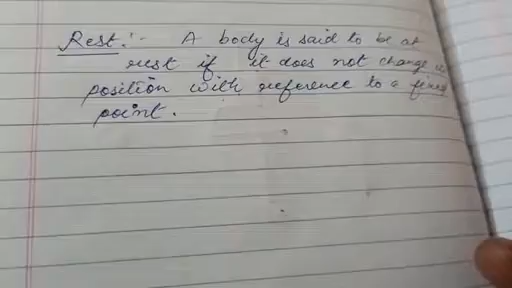 Rest :- A body is said to be at
rest if it does not change
position with reference to a fixed
point.